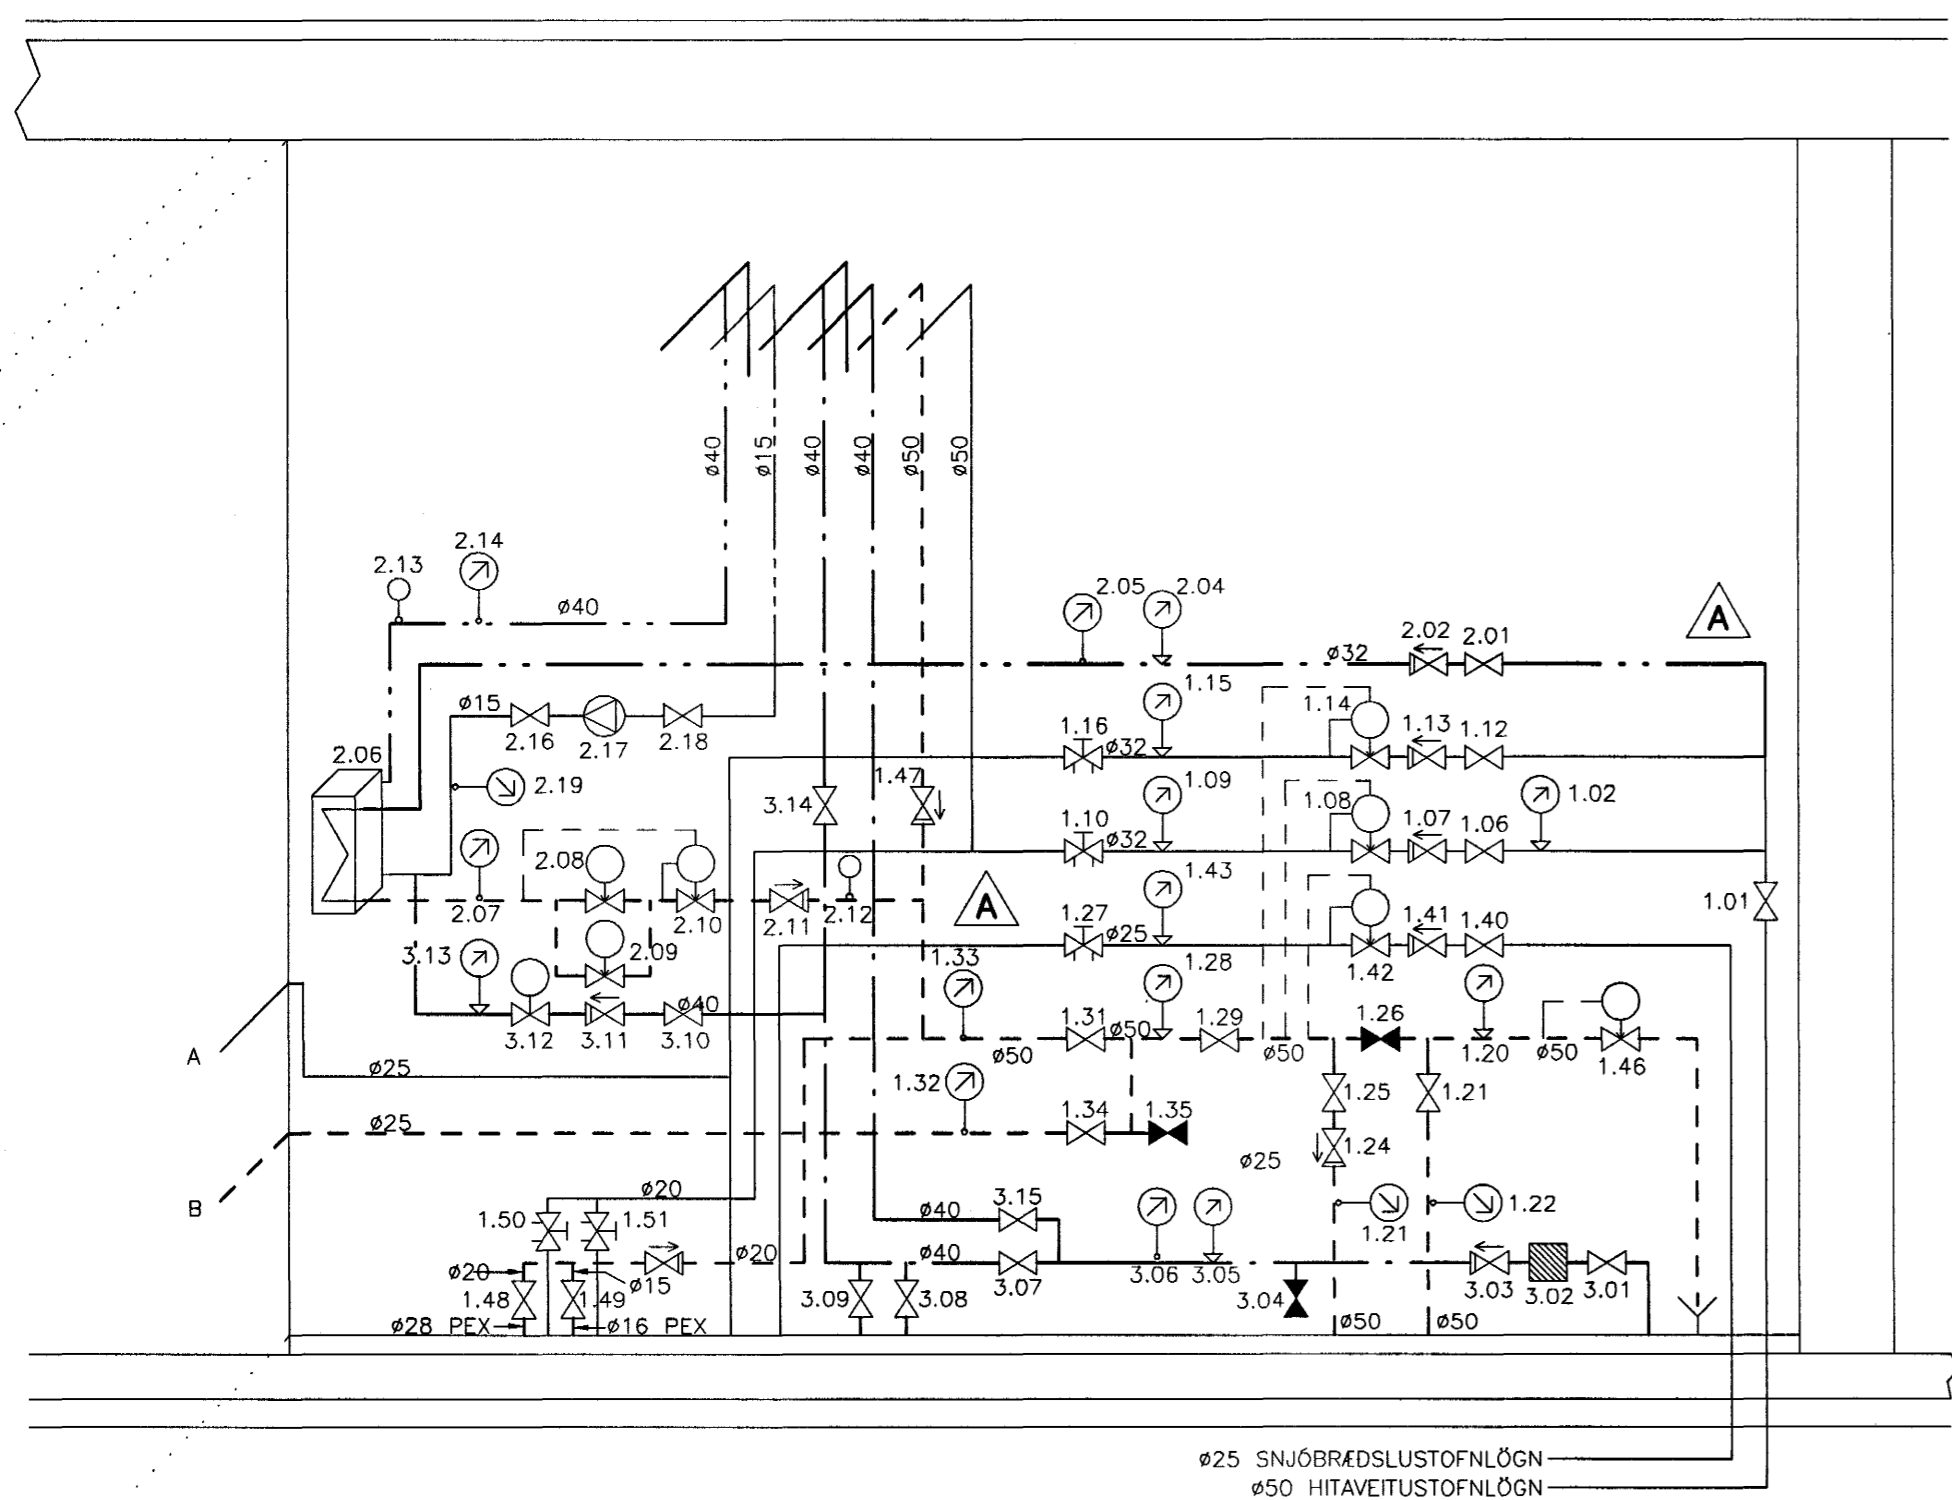 ø40
ø15
ø40
ø40
ø50
ø50
2.14
2.13
ø40
2.05
2.04
A
2.02
2.01
ø32
1.15
ø15
1.14
1.13
1.12
1.16
ø32
2.16
2.17
2.18
2.06
2.19
3.14
1.47
1.09
1.02
1.10
ø32
1.08
1.07
1.06
2.08
1.43
2.07
2.10
2.11
2.12
A
1.01
1.27
ø25
1.41
1.40
2.09
3.13
1.33
1.28
1.42
ø40
3.12
3.11
3.10
1.31
ø50
1.29
1.26
A
ø50
ø50
1.20
ø50
1.46
ø25
1.32
1.25
1.21
ø25
1.34
1.35
1.24
ø25
B
ø20
3.15
1.50
1.51
ø40
1.21
1.22
ø20
ø40
ø20
ø15
3.07
3.06
3.05
3.03
3.02
3.01
1.48
1.49
3.09
3.08
3.04
ø28 PEX
ø16 PEX
ø50
ø50
ø25 SNJÓBRÆDSLUSTOFNLÖGN
ø50 HITAVEITUSTOFNLÖGN